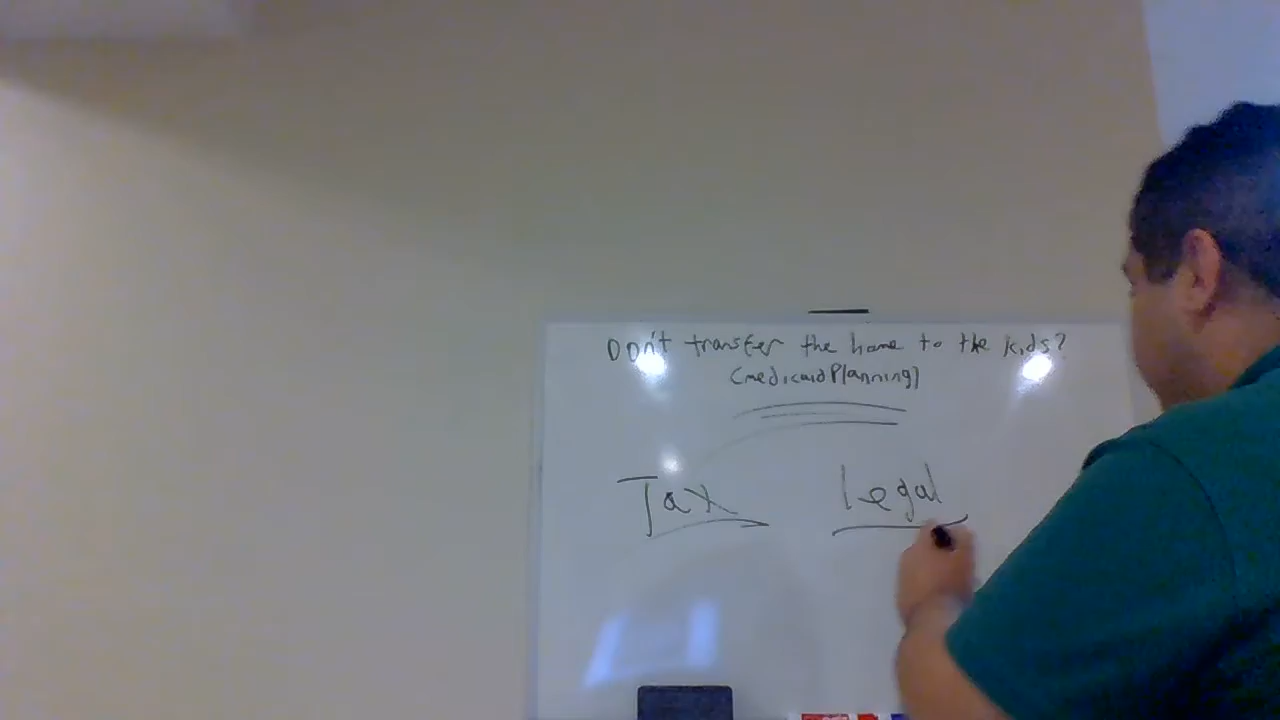 Don't transfer the home to the kids?
(medicaid Planning)
Tax
legal